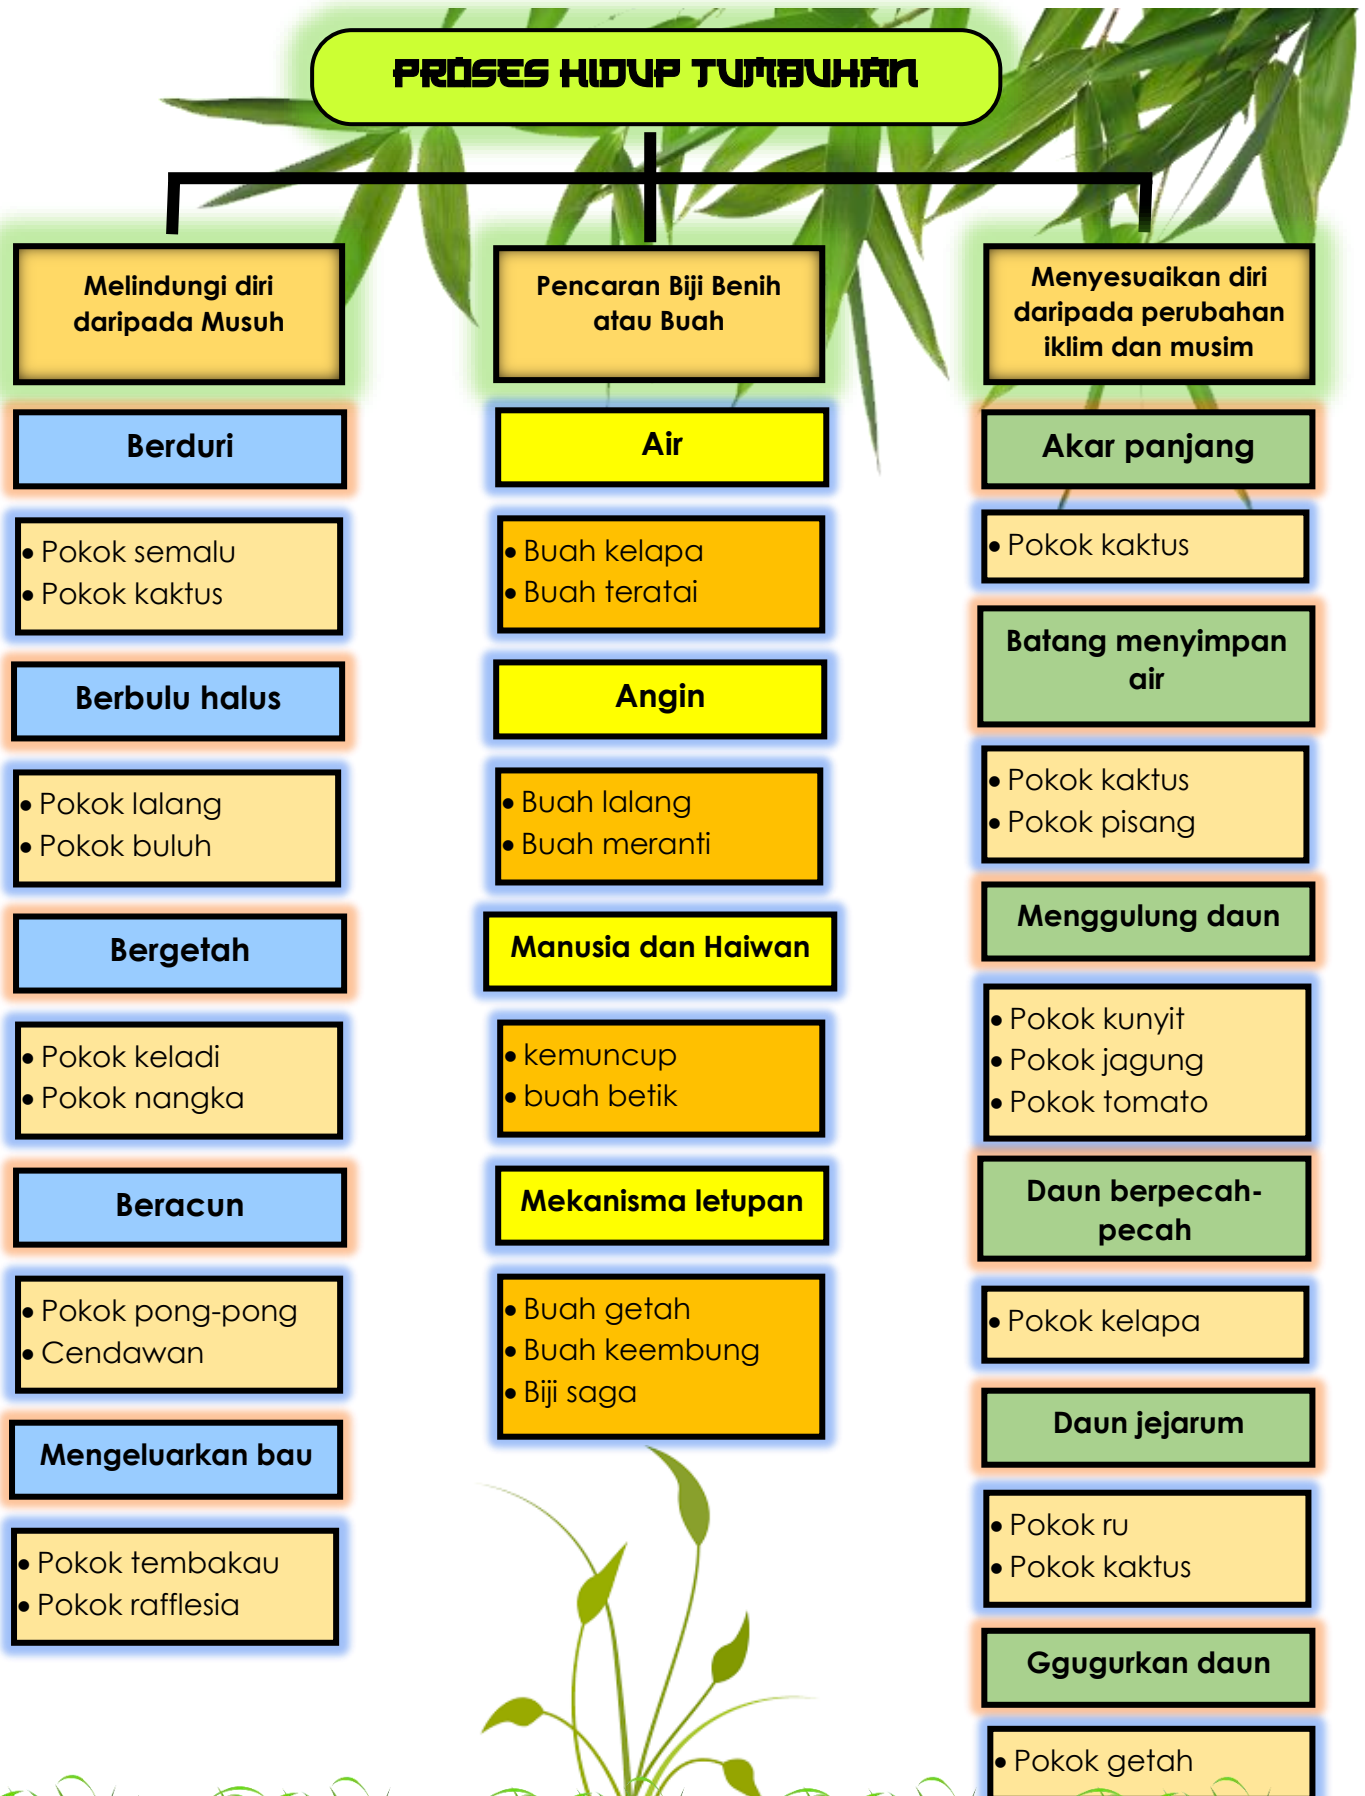 PROSES HIDUP TUMBUHAN
Melindungi diri
daripada Musuh
Berduri
• Pokok semalu
• Pokok kaktus
Berbulu halus
• Pokok lalang
• Pokok buluh
Bergetah
• Pokok keladi
• Pokok nangka
Beracun
• Pokok pong-pong
• Cendawan
Mengeluarkan bau
• Pokok tembakau
• Pokok rafflesia
Pencaran Biji Benih
atau Buah
Air
• Buah kelapa
• Buah teratai
Angin
• Buah lalang
• Buah meranti
Manusia dan Haiwan
• kemuncup
• buah betik
Mekanisma letupan
• Buah getah
• Buah keembung
• Biji saga
Menyesuaikan diri
daripada perubahan
iklim dan musim
Akar panjang
• Pokok kaktus
Batang menyimpan
air
• Pokok kaktus
• Pokok pisang
Menggulung daun
• Pokok kunyit
• Pokok jagung
• Pokok tomato
Daun berpecah-
pecah
• Pokok kelapa
Daun jejarum
• Pokok ru
• Pokok kaktus
Ggugurkan daun
• Pokok getah